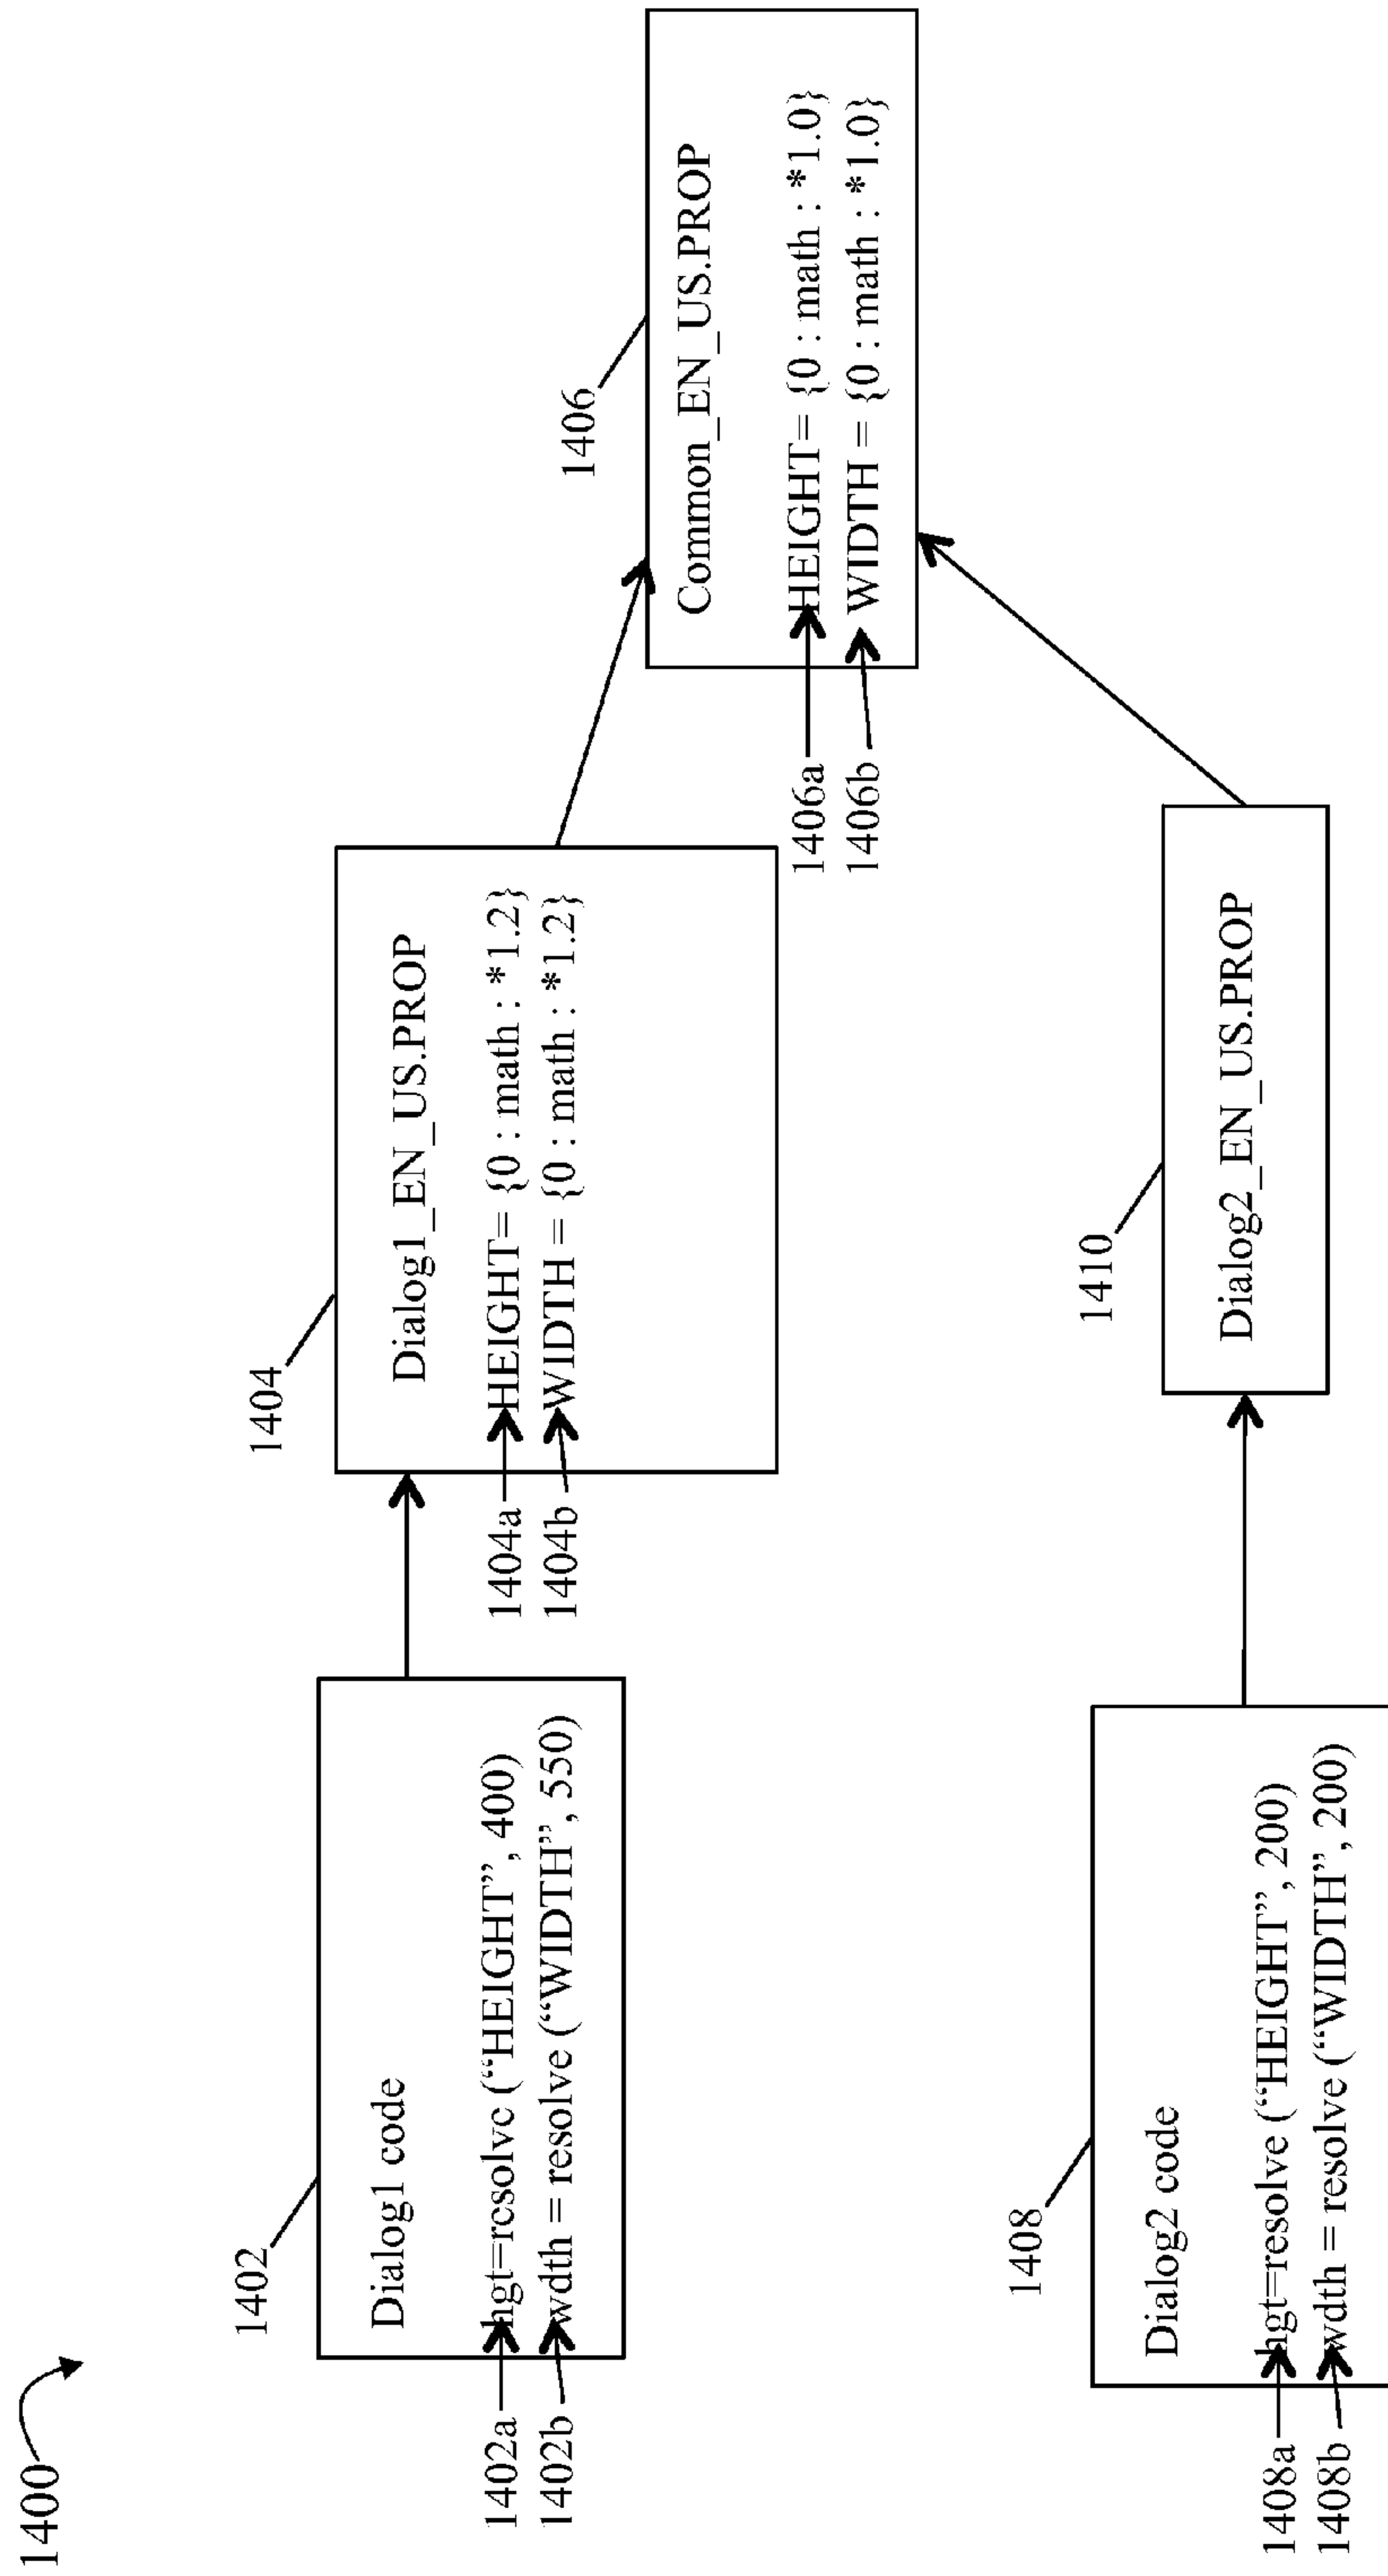 1400
1402
Dialog1 code
1402a
hgt=resolve (“HEIGHT”, 400)
1402b
wdth = resolve (“WIDTH”, 550)
1404
Dialog1_EN_US.PROP
1404a
HEIGHT= {0 : math : *1.2}
1404b
WIDTH = {0 : math : *1.2}
1406
Common_EN_US.PROP
1406a
HEIGHT= {0 : math : *1.0}
1406b
WIDTH = {0 : math : *1.0}
1408
Dialog2 code
1408a
hgt=resolve (“HEIGHT”, 200)
1408b
wdth = resolve (“WIDTH”, 200)
1410
Dialog2_EN_US.PROP